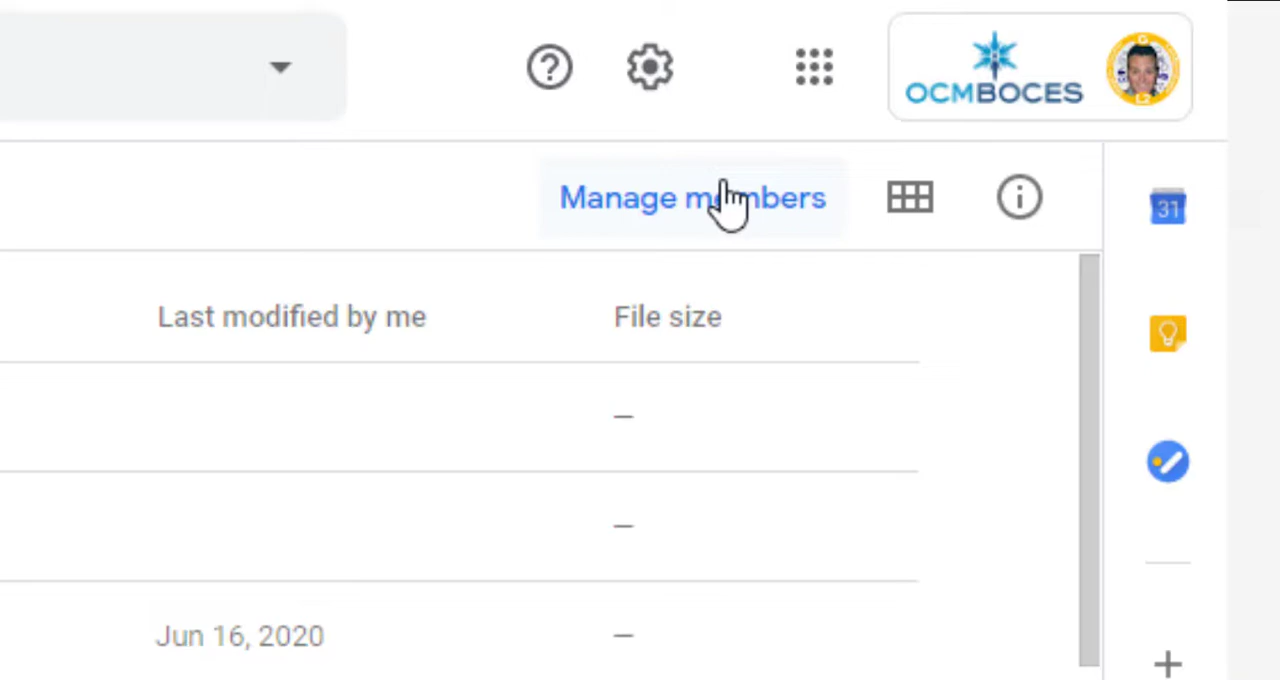 OCMBOCES
Manage members
31
Last modified by me
File size
–
–
Jun 16, 2020
–